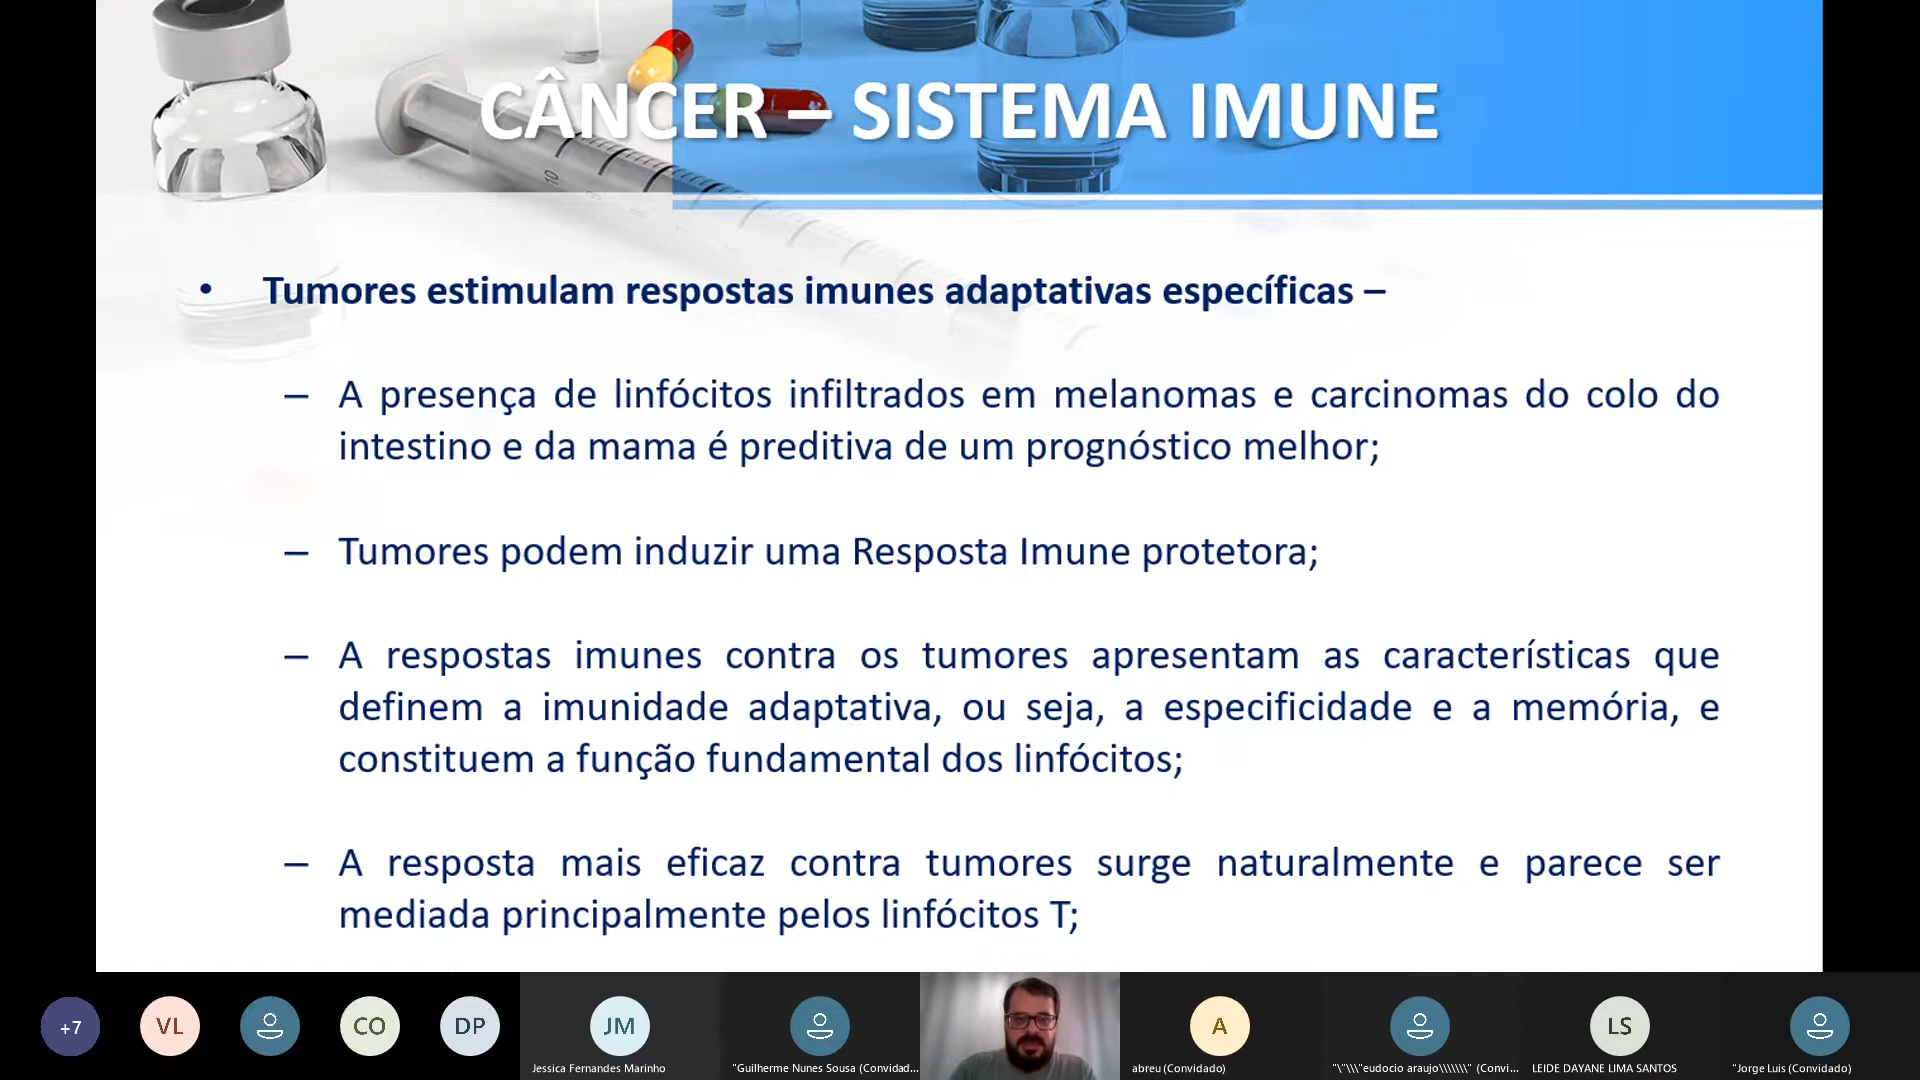 CÂNCER – SISTEMA IMUNE
• Tumores estimulam respostas imunes adaptativas específicas –
– A presença de linfócitos infiltrados em melanomas e carcinomas do colo do
intestino e da mama é preditiva de um prognóstico melhor;
– Tumores podem induzir uma Resposta Imune protetora;
– A respostas imunes contra os tumores apresentam as características que
definem a imunidade adaptativa, ou seja, a especificidade e a memória, e
constituem a função fundamental dos linfócitos;
– A resposta mais eficaz contra tumores surge naturalmente e parece ser
mediada principalmente pelos linfócitos T;
10
+7
VL
CO
DP
JM
A
LS
Jessica Fernandes Marinho
"Guilherme Nunes Sousa (Convidad...
abreu (Convidado)
"\"\\\"eudocio araujo\\\\\\\" (Convi...
LEIDE DAYANE LIMA SANTOS
"Jorge Luis (Convidado)